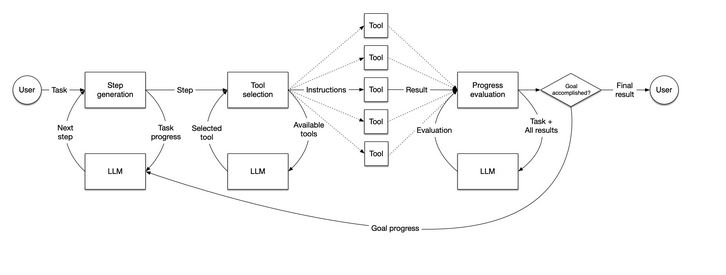 User
Task
Step
generation
Step
Tool
selection
Instructions
Tool
Tool
Tool
Tool
Tool
Result
Progress
evaluation
Goal
accomplished?
Final
result
User
Next
step
Task
progress
Selected
tool
Available
tools
Evaluation
Task +
All results
LLM
LLM
LLM
Goal progress